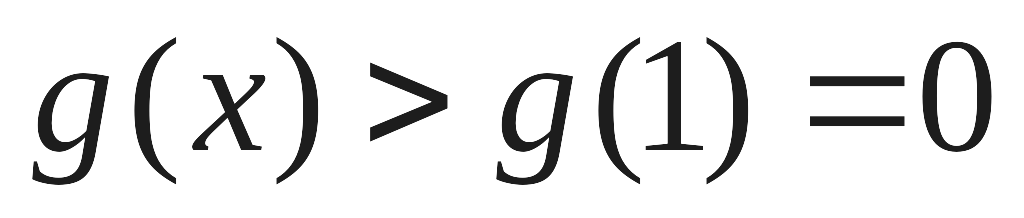 g(x) > g(1) =0